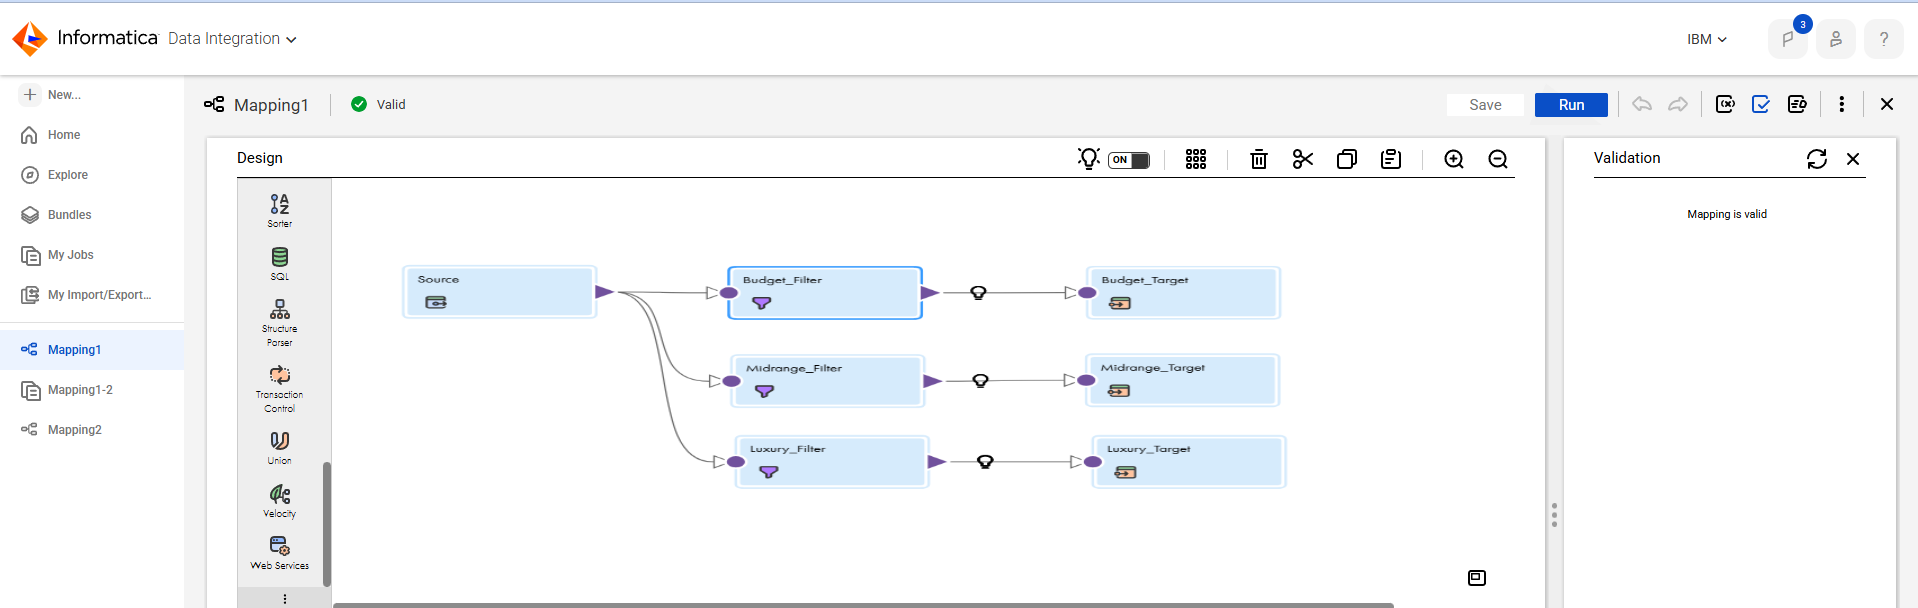 Informatica Data Integration
IBM
3
?
New...
Home
Explore
Bundles
My Jobs
My Import/Export...
Mapping1
Mapping1-2
Mapping2
Mapping1
Valid
Save
Run
Design
ON
Sorter
SQL
Structure
Parser
Transaction
Control
Union
Velocity
Web Services
Source
Budget_Filter
Budget_Target
Midrange_Filter
Midrange_Target
Luxury_Filter
Luxury_Target
Validation
Mapping is valid